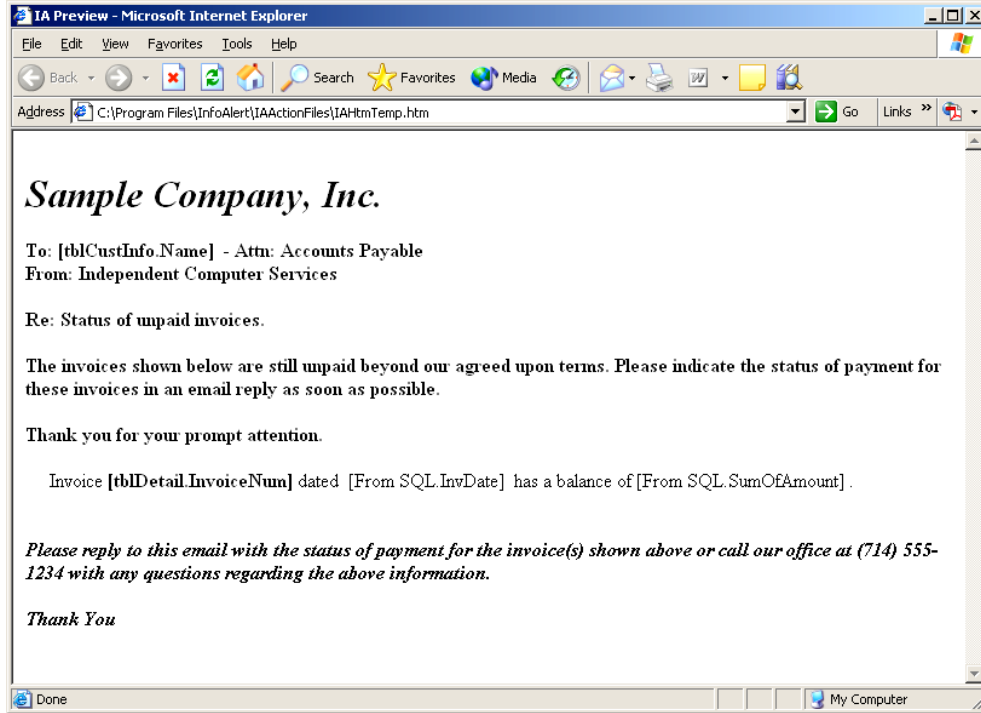 IA Preview - Microsoft Internet Explorer
File Edit View Favorites Tools Help
Back Search Favorites Media
Address C:\Program Files\InfoAlert\IAActionFiles\IAHtmTemp.htm Go Links »
Sample Company, Inc.
To: [tblCustInfo.Name] - Attn: Accounts Payable
From: Independent Computer Services
Re: Status of unpaid invoices.
The invoices shown below are still unpaid beyond our agreed upon terms. Please indicate the status of payment for
these invoices in an email reply as soon as possible.
Thank you for your prompt attention.
Invoice [tblDetail.InvoiceNum] dated [From SQL.InvDate] has a balance of [From SQL.SumOfAmount] .
Please reply to this email with the status of payment for the invoice(s) shown above or call our office at (714) 555-
1234 with any questions regarding the above information.
Thank You
Done My Computer